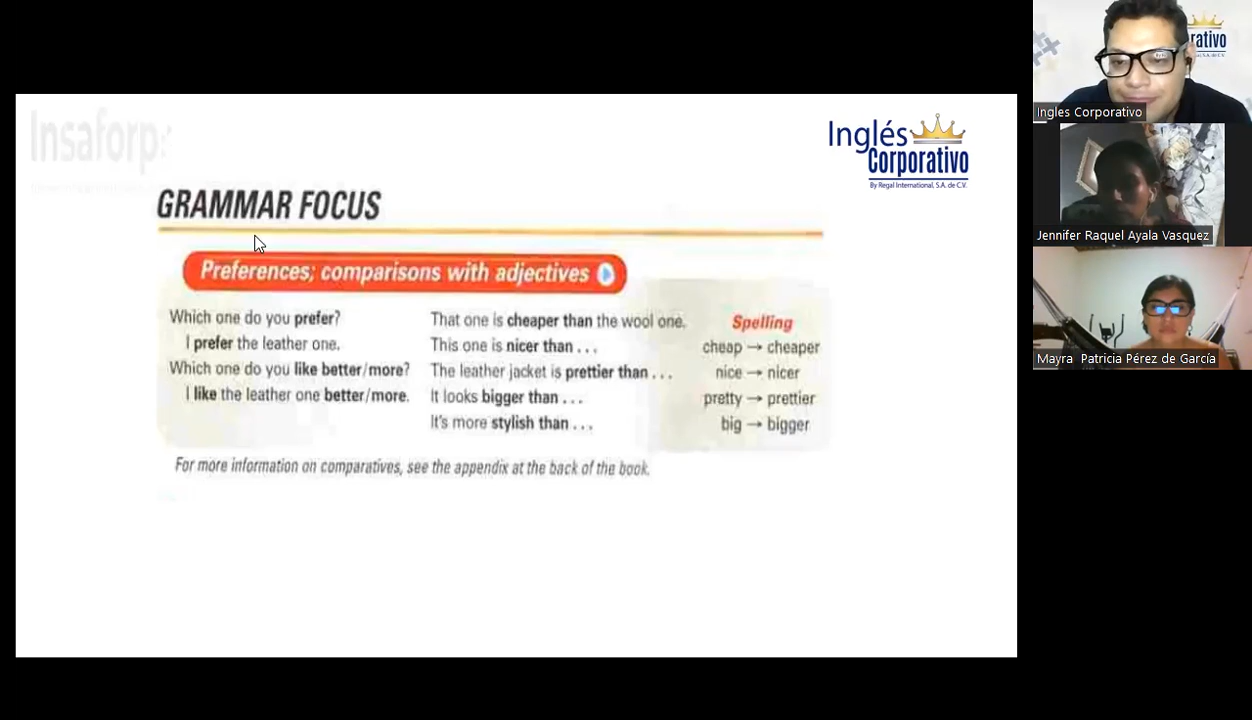 Insaforp
Inglés
Corporativo
By Regal International, S.A. de C.V.
GRAMMAR FOCUS
Preferences; comparisons with adjectives
Which one do you prefer?
I prefer the leather one.
Which one do you like better/more?
I like the leather one better/more.
That one is cheaper than the wool one.
This one is nicer than . . .
The leather jacket is prettier than . . .
It looks bigger than . . .
It's more stylish than . . .
Spelling
cheap → cheaper
nice → nicer
pretty → prettier
big → bigger
For more information on comparatives, see the appendix at the back of the book.
rativo
Ingles Corporativo
Jennifer Raquel Ayala Vasquez
Mayra Patricia Pérez de García